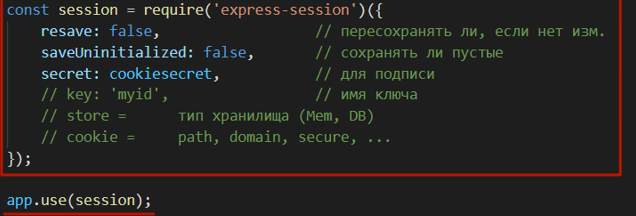 const session = require('express-session')({
resave: false, // пересохранять ли, если нет изм.
saveUninitialized: false, // сохранять ли пустые
secret: cookiesecret, // для подписи
// key: 'myid', // имя ключа
// store = тип хранилища (Mem, DB)
// cookie = path, domain, secure, ...
});
app.use(session);